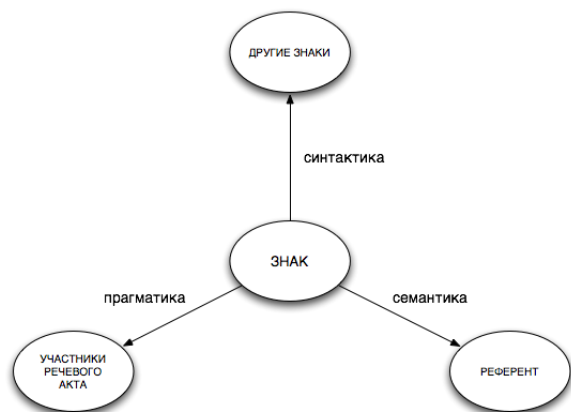 ДРУГИЕ ЗНАКИ
синтактика
ЗНАК
прагматика
семантика
УЧАСТНИКИ
РЕЧЕВОГО
АКТА
РЕФЕРЕНТ